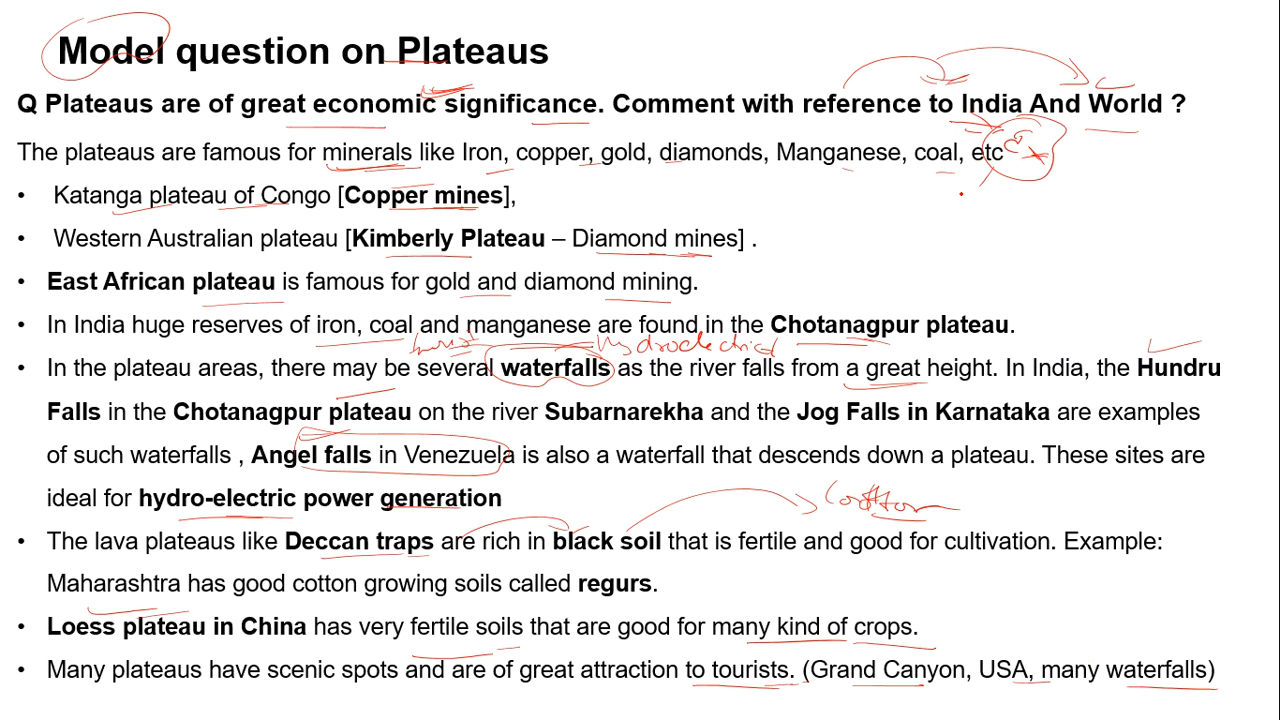 Model question on Plateaus
Q Plateaus are of great economic significance. Comment with reference to India And World ?
The plateaus are famous for minerals like Iron, copper, gold, diamonds, Manganese, coal, etc Ex
• Katanga plateau of Congo [Copper mines],
• Western Australian plateau [Kimberly Plateau – Diamond mines] .
• East African plateau is famous for gold and diamond mining.
• In India huge reserves of iron, coal and manganese are found in the Chotanagpur plateau.
hydroelectricl
• In the plateau areas, there may be several waterfalls as the river falls from a great height. In India, the Hundru
Falls in the Chotanagpur plateau on the river Subarnarekha and the Jog Falls in Karnataka are examples
of such waterfalls , Angel falls in Venezuela is also a waterfall that descends down a plateau. These sites are
ideal for hydro-electric power generation
Cotton
• The lava plateaus like Deccan traps are rich in black soil that is fertile and good for cultivation. Example:
Maharashtra has good cotton growing soils called regurs.
• Loess plateau in China has very fertile soils that are good for many kind of crops.
• Many plateaus have scenic spots and are of great attraction to tourists. (Grand Canyon, USA, many waterfalls)